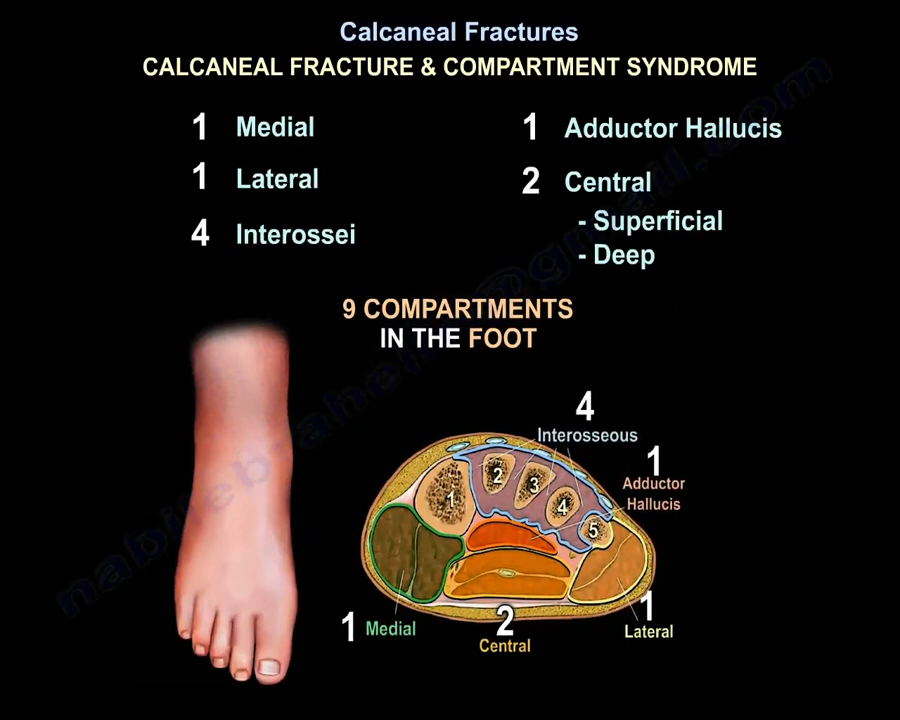 Calcaneal Fractures
CALCANEAL FRACTURE & COMPARTMENT SYNDROME
1 Medial
1 Lateral
4 Interossei
1 Adductor Hallucis
2 Central
- Superficial
- Deep
9 COMPARTMENTS
IN THE FOOT
4
Interosseous
1
Adductor
Hallucis
1
2
3
4
5
1 Medial
2
Central
1
Lateral